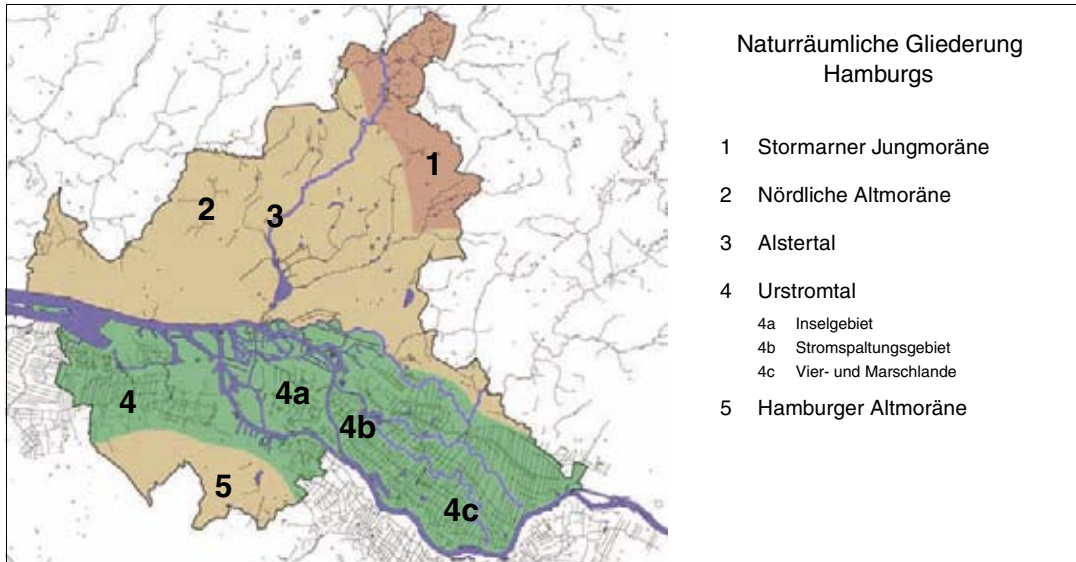 Naturräumliche Gliederung
Hamburgs
1 Stormarner Jungmoräne
2 Nördliche Altmoräne
3 Alstertal
4 Urstromtal
4a Inselgebiet
4b Stromspaltungsgebiet
4c Vier- und Marschlande
5 Hamburger Altmoräne
1
2
3
4
4a
4b
4c
5